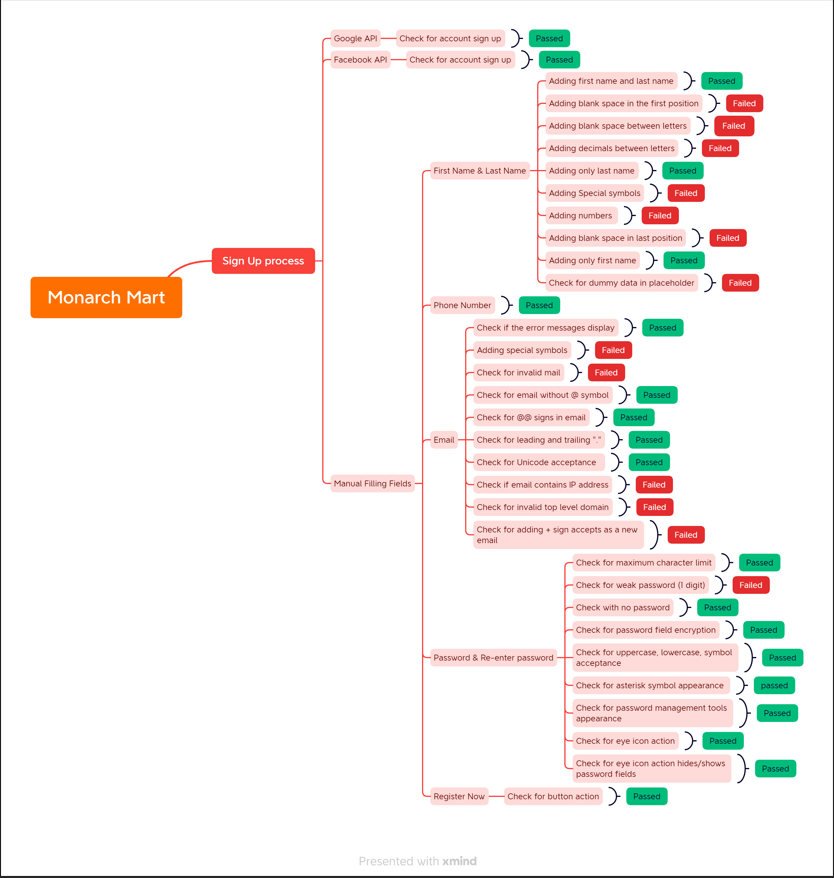 Google API
Check for account sign up
Passed
Facebook API
Check for account sign up
Passed
Adding first name and last name
Passed
Adding blank space in the first position
Failed
Adding blank space between letters
Failed
Adding decimals between letters
Failed
First Name & Last Name
Adding only last name
Passed
Adding Special symbols
Failed
Adding numbers
Failed
Adding blank space in last position
Failed
Adding only first name
Passed
Check for dummy data in placeholder
Failed
Sign Up process
Monarch Mart
Phone Number
Passed
Check if the error messages display
Passed
Adding special symbols
Failed
Check for invalid mail
Failed
Check for email without @ symbol
Passed
Check for @@ signs in email
Passed
Email
Check for leading and trailing "."
Passed
Check for Unicode acceptance
Passed
Manual Filling Fields
Check if email contains IP address
Failed
Check for invalid top level domain
Failed
Check for adding + sign accepts as a new
email
Failed
Check for maximum character limit
Passed
Check for weak password (1 digit)
Failed
Check with no password
Passed
Check for password field encryption
Passed
Password & Re-enter password
Check for uppercase, lowercase, symbol
acceptance
Passed
Check for asterisk symbol appearance
passed
Check for password management tools
appearance
Passed
Check for eye icon action
Passed
Check for eye icon action hides/shows
password fields
Passed
Register Now
Check for button action
Passed
Presented with xmind